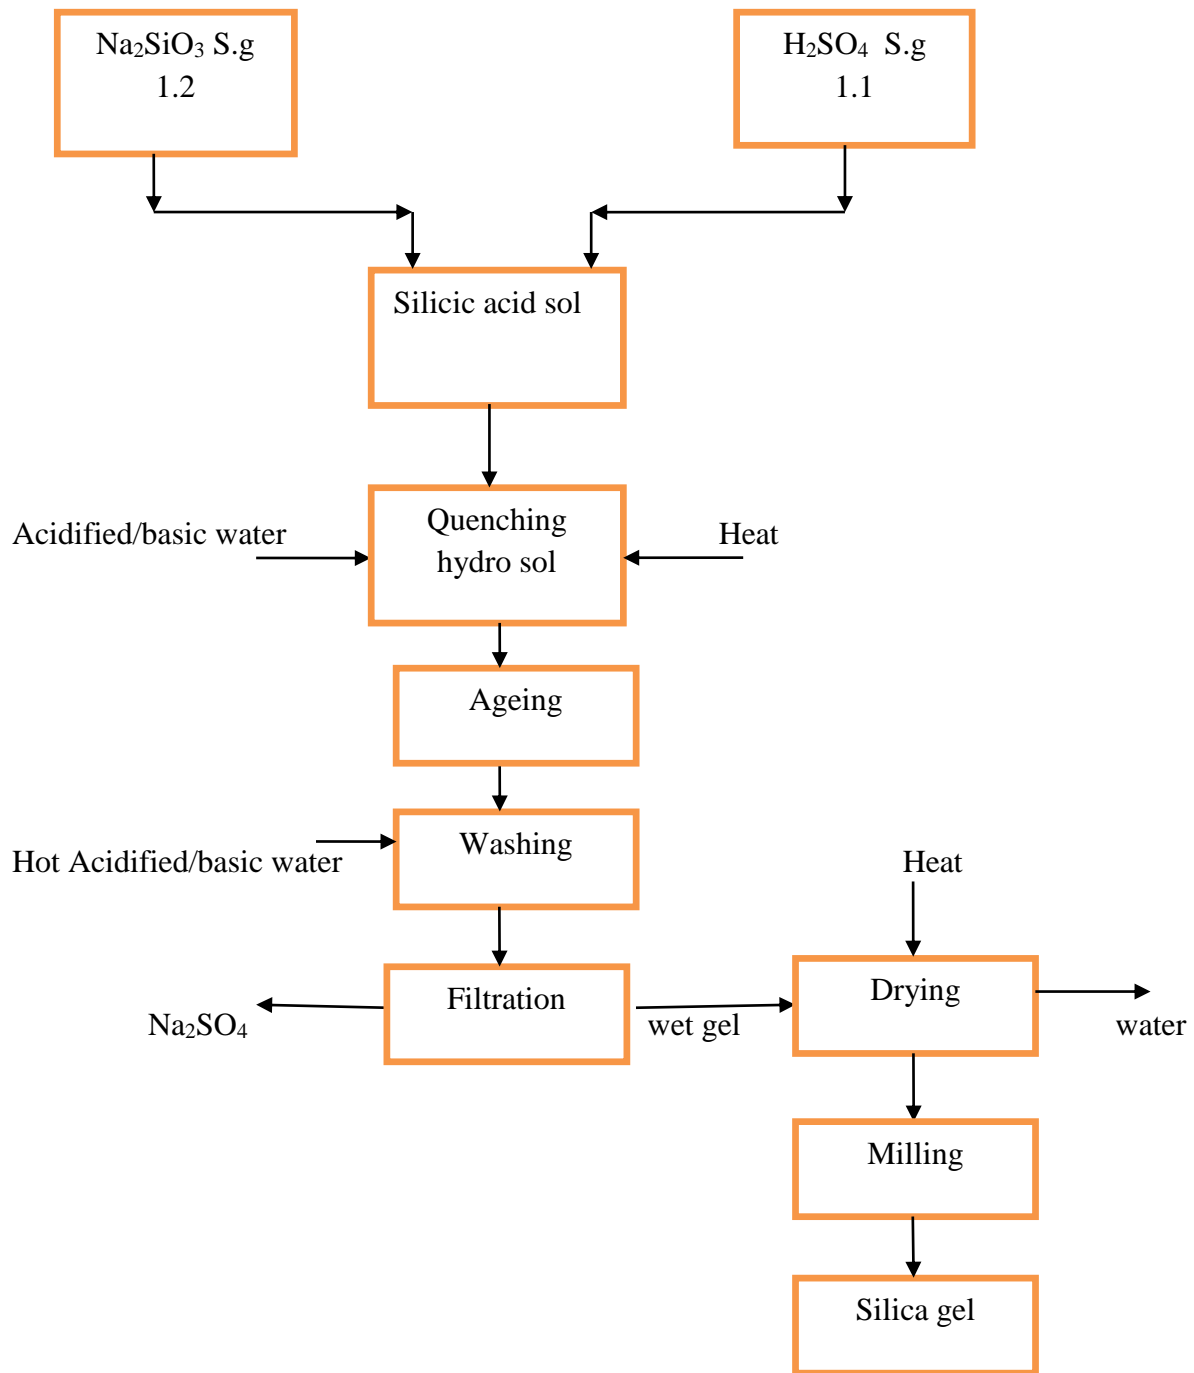 Na₂SiO₃ S.g
1.2
H₂SO₄ S.g
1.1
Silicic acid sol
Acidified/basic water
Quenching
hydro sol
Heat
Ageing
Hot Acidified/basic water
Washing
Heat
Na₂SO₄
Filtration
wet gel
Drying
water
Milling
Silica gel